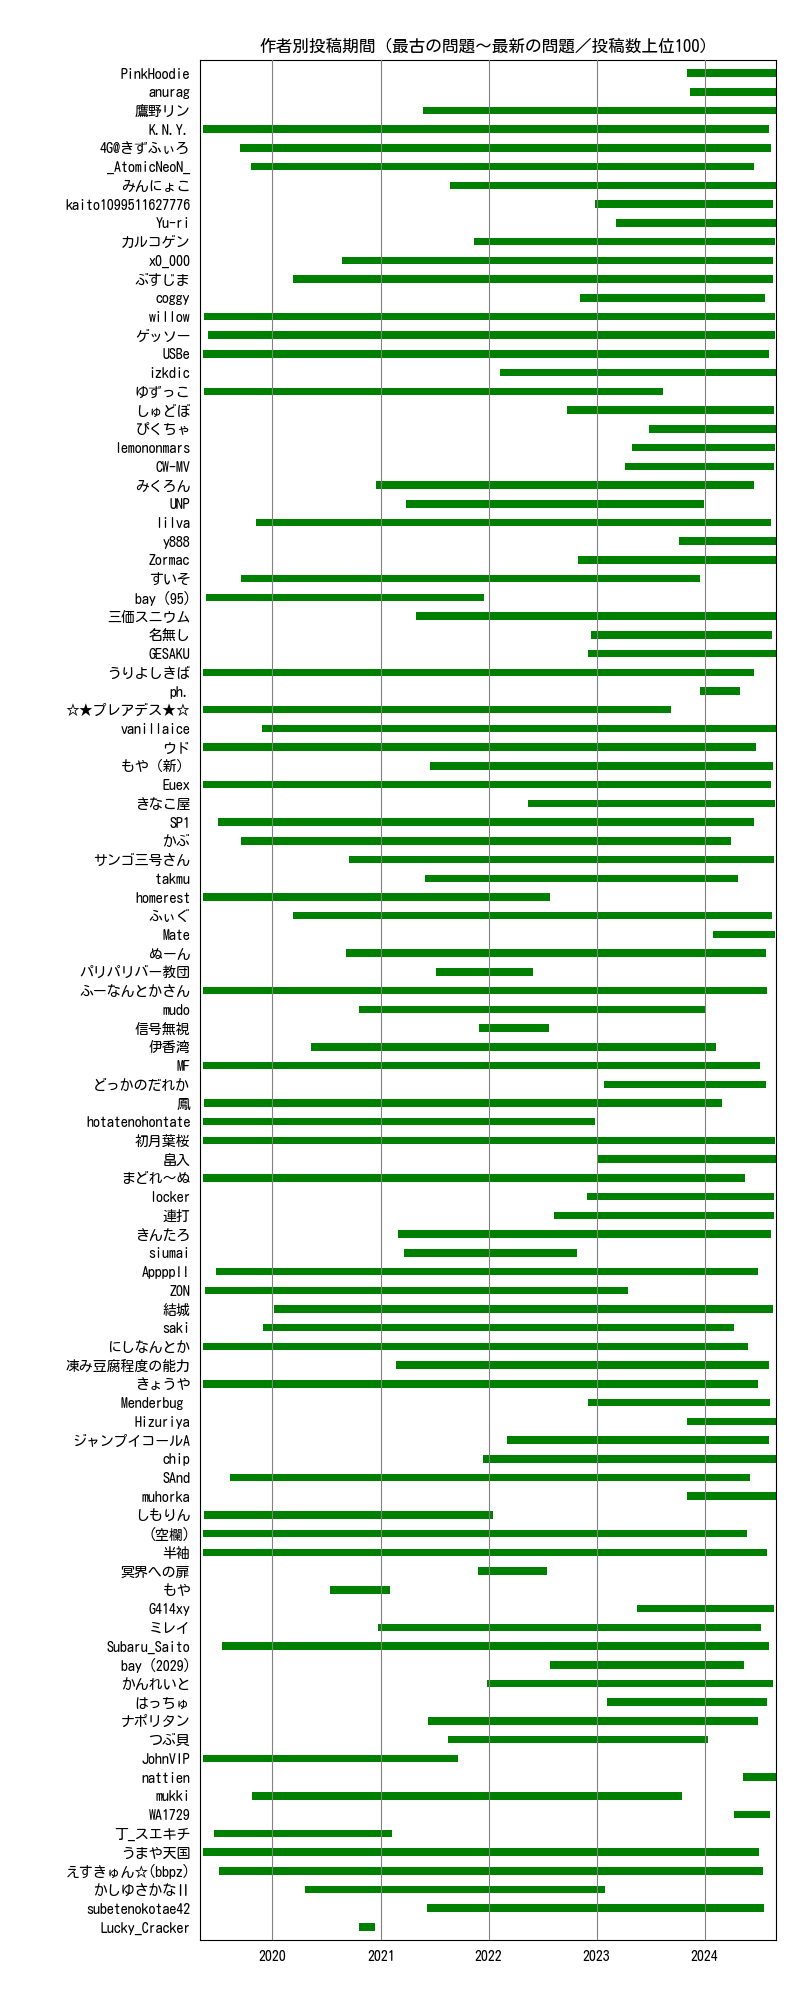 作者別投稿期間（最古の問題～最新の問題／投稿数上位100）
PinkHoodie
anurag
鷹野リン
K.N.Y.
4G@きずふぃろ
_AtomicNeoN_
みんにょこ
kaito1099511627776
Yu-ri
カルコゲン
x0_000
ぶすじま
coggy
willow
ゲッソー
USBe
izkdic
ゆずっこ
しゅどぼ
ぴくちゃ
lemononmars
CW-MV
みくろん
UNP
lilva
y888
Zormac
すいそ
bay (95)
三価スニウム
名無し
GESAKU
うりよしきば
ph.
☆★プレアデス★☆
vanillaice
ウド
もや（新）
Euex
きなこ屋
SP1
かぶ
サンゴ三号さん
takmu
homerest
ふぃぐ
Mate
ぬーん
パリパリバー教団
ふーなんとかさん
mudo
信号無視
伊香湾
MF
どっかのだれか
鳳
hotatenohontate
初月葉桜
畠入
まどれ～ぬ
locker
連打
きんたろ
siumai
AppppII
ZON
結城
saki
にしなんとか
凍み豆腐程度の能力
きょうや
Menderbug
Hizuriya
ジャンプイコールA
chip
SAnd
muhorka
しもりん
(空欄)
半袖
冥界への扉
もや
G414xy
ミレイ
Subaru_Saito
bay (2029)
かんれいと
はっちゅ
ナポリタン
つぶ貝
JohnVIP
nattien
mukki
WA1729
丁_スエキチ
うまや天国
えすきゅん☆(bbpz)
かしゆさかなII
subetenokotae42
Lucky_Cracker
2020 2021 2022 2023 2024